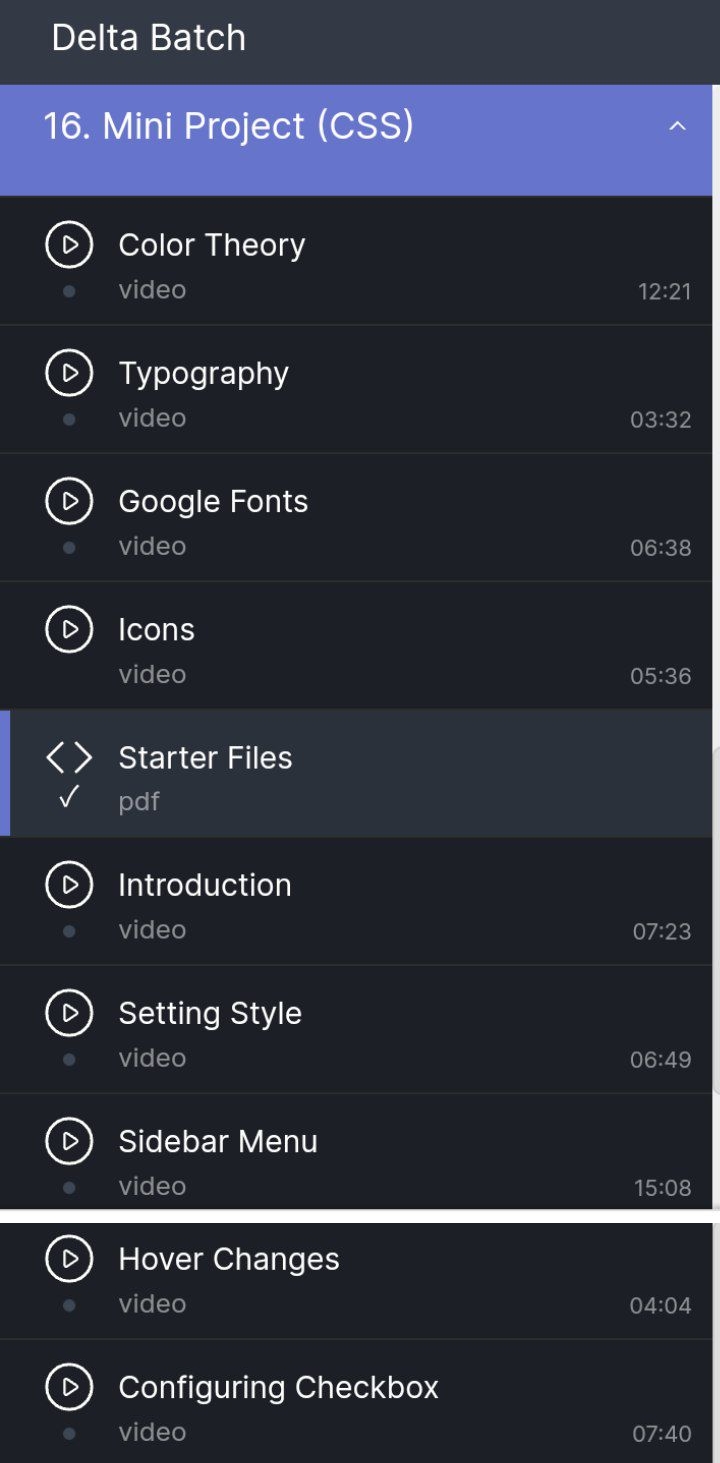 Delta Batch
16. Mini Project (CSS)
Color Theory
video 12:21
Typography
video 03:32
Google Fonts
video 06:38
Icons
video 05:36
Starter Files
pdf
Introduction
video 07:23
Setting Style
video 06:49
Sidebar Menu
video 15:08
Hover Changes
video 04:04
Configuring Checkbox
video 07:40